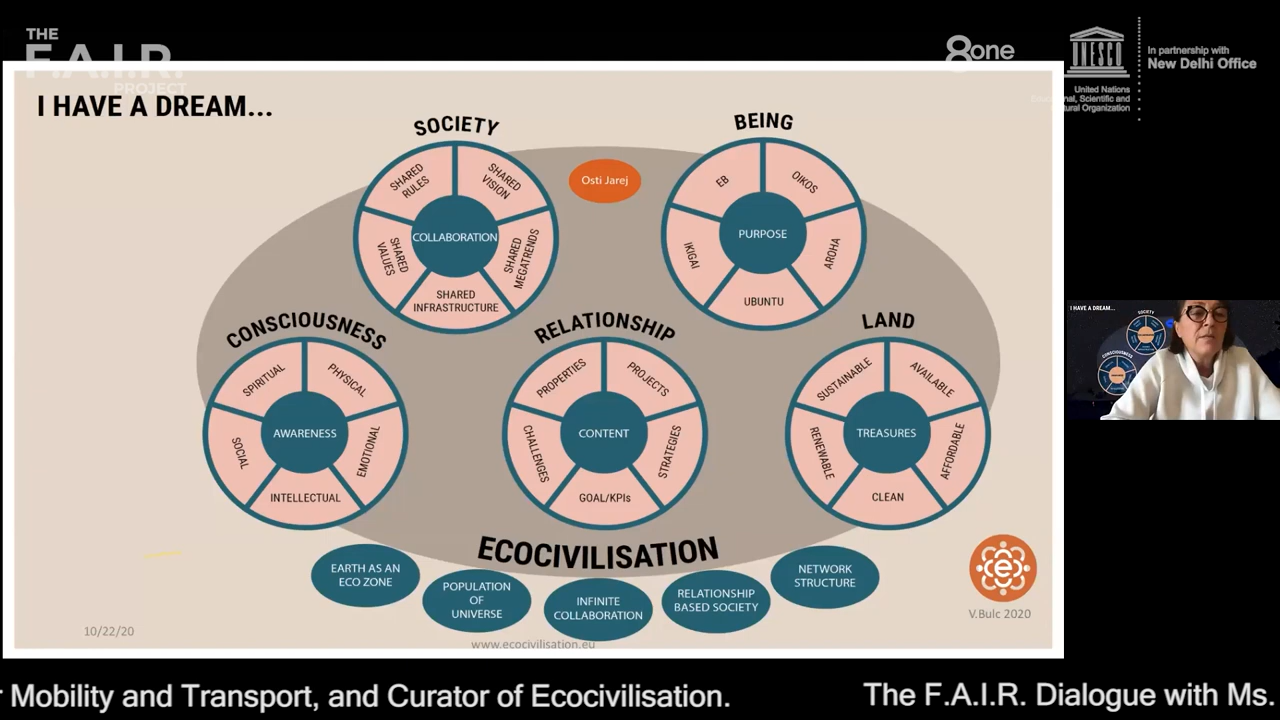 THE
F.A.I.R.
PROJECT
8one
UNESCO
In partnership with
New Delhi Office
United Nations
Educational, Scientific and
Cultural Organization
I HAVE A DREAM...
SOCIETY
SHARED
RULES
SHARED
VISION
SHARED
VALUES
COLLABORATION
SHARED
MEGATRENDS
SHARED
INFRASTRUCTURE
Osti Jarej
BEING
EB
OIKOS
IKIGAI
PURPOSE
AROHA
UBUNTU
CONSCIOUSNESS
SPIRITUAL
PHYSICAL
SOCIAL
AWARENESS
EMOTIONAL
INTELLECTUAL
RELATIONSHIP
PROPERTIES
PROJECTS
CHALLENGES
CONTENT
STRATEGIES
GOAL/KPIs
LAND
SUSTAINABLE
AVAILABLE
RENEWABLE
TREASURES
AFFORDABLE
CLEAN
ECOCIVILISATION
EARTH AS AN
ECO ZONE
POPULATION
OF
UNIVERSE
INFINITE
COLLABORATION
RELATIONSHIP
BASED SOCIETY
NETWORK
STRUCTURE
e
V.Bulc 2020
10/22/20
www.ecocivilisation.eu
I HAVE A DREAM...
SOCIETY
CONSCIOUSNESS
r Mobility and Transport, and Curator of Ecocivilisation.
The F.A.I.R. Dialogue with Ms.